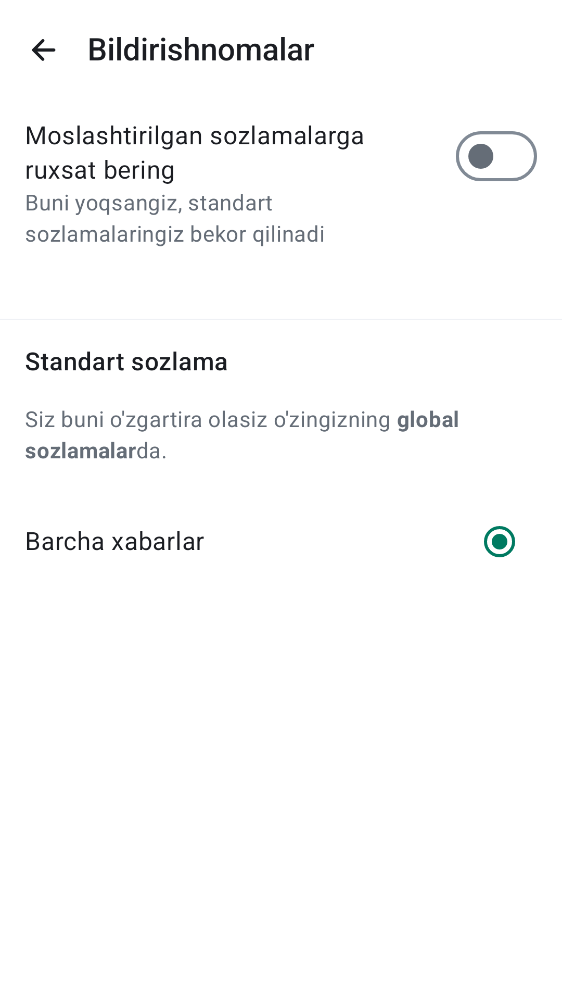 Bildirishnomalar
Moslashtirilgan sozlamalarga
ruxsat bering
Buni yoqsangiz, standart
sozlamalaringiz bekor qilinadi
Standart sozlama
Siz buni o'zgartira olasiz o'zingizning global
sozlamalarda.
Barcha xabarlar